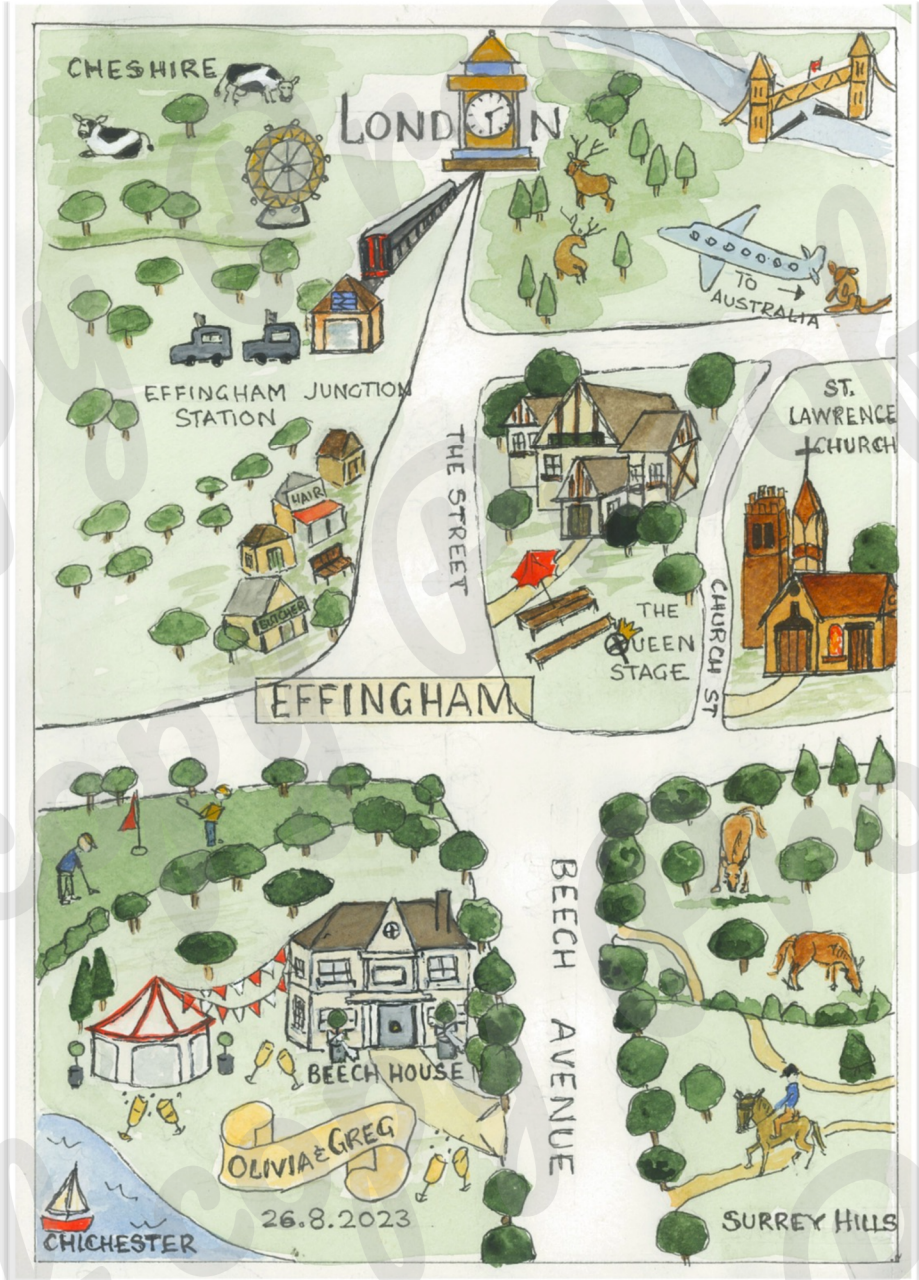 CHESHIRE
LONDON
TO
AUSTRALIA
EFFINGHAM JUNCTION
STATION
ST.
LAWRENCE
CHURCH
THE STREET
HAIR
BUTCHER
THE
QUEEN
STAGE
CHURCH ST
EFFINGHAM
BEECH AVENUE
BEECH HOUSE
OLIVIA & GREG
26.8.2023
CHICHESTER
SURREY HILLS